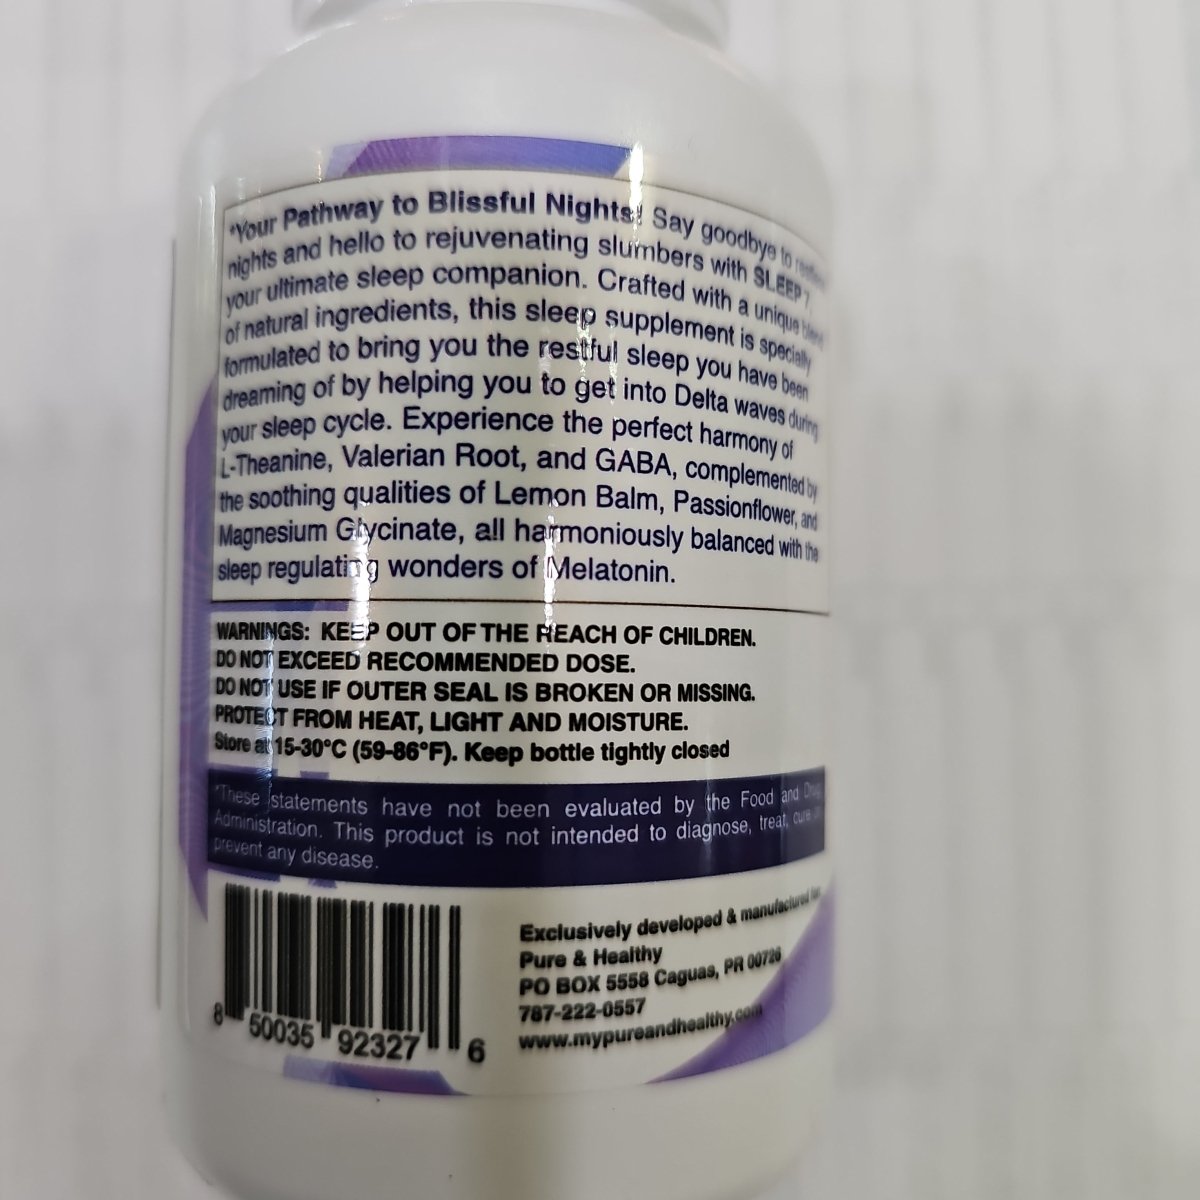 *Your Pathway to Blissful Nights! Say goodbye to restless
nights and hello to rejuvenating slumbers with SLEEP 7,
your ultimate sleep companion. Crafted with a unique blend
of natural ingredients, this sleep supplement is specially
formulated to bring you the restful sleep you have been
dreaming of by helping you to get into Delta waves during
your sleep cycle. Experience the perfect harmony of
L-Theanine, Valerian Root, and GABA, complemented by
the soothing qualities of Lemon Balm, Passionflower, and
Magnesium Glycinate, all harmoniously balanced with the
sleep regulating wonders of Melatonin.
WARNINGS: KEEP OUT OF THE REACH OF CHILDREN.
DO NOT EXCEED RECOMMENDED DOSE.
DO NOT USE IF OUTER SEAL IS BROKEN OR MISSING.
PROTECT FROM HEAT, LIGHT AND MOISTURE.
Store at 15-30°C (59-86°F). Keep bottle tightly closed
*These statements have not been evaluated by the Food and Drug
Administration. This product is not intended to diagnose, treat, cure or
prevent any disease.
8 50035 92327 6
Exclusively developed & manufactured for:
Pure & Healthy
PO BOX 5558 Caguas, PR 00726
787-222-0557
www.mypureandhealthy.com